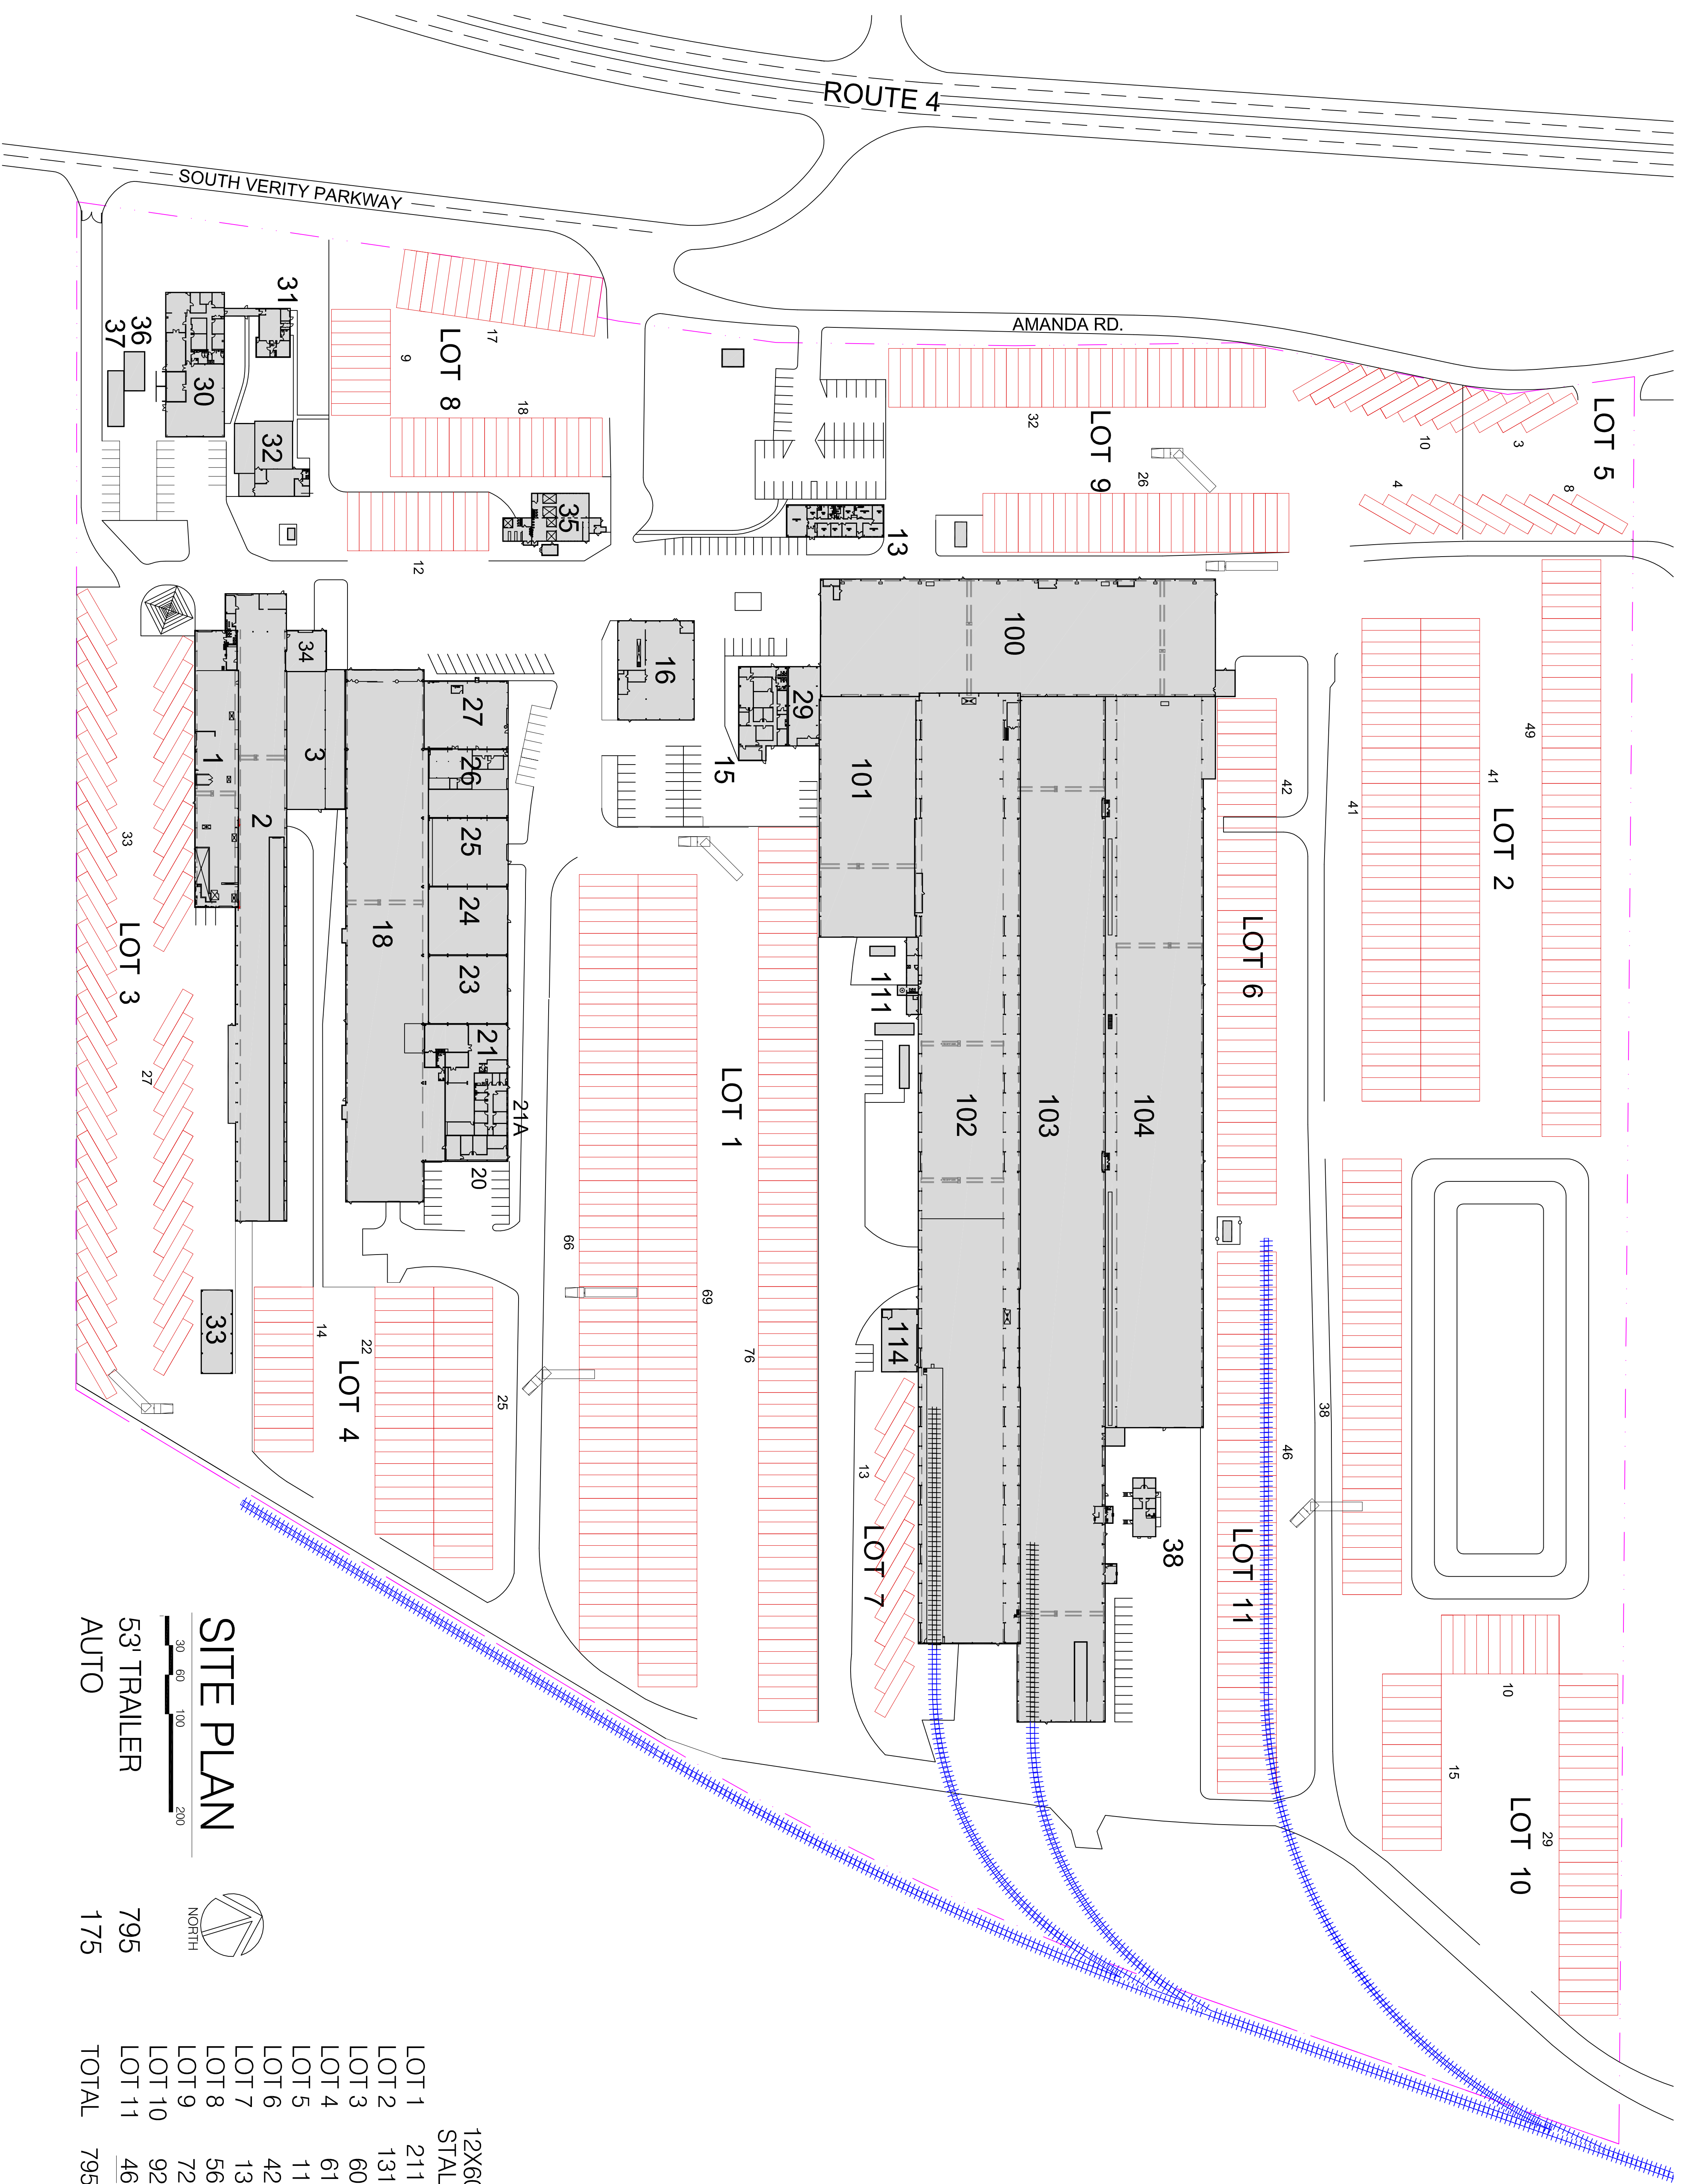 ROUTE 4
SOUTH VERITY PARKWAY
AMANDA RD.
LOT 5
3
10
8
4
LOT 9
32
26
LOT 8
17
9
18
12
31
30
36
37
32
35
13
LOT 2
49
41
41
LOT 6
42
100
101
102
103
104
29
15
16
111
114
LOT 1
66
69
76
27
26
25
24
23
21
21A
20
18
34
3
1
2
33
LOT 3
33
27
LOT 4
14
22
25
LOT 7
13
38
LOT 11
46
38
LOT 10
10
15
29
SITE PLAN
30 60 100 200
53' TRAILER 795
AUTO 175
NORTH
12X60
STAL
LOT 1 211
LOT 2 131
LOT 3 60
LOT 4 61
LOT 5 11
LOT 6 42
LOT 7 13
LOT 8 56
LOT 9 72
LOT 10 92
LOT 11 46
TOTAL 795